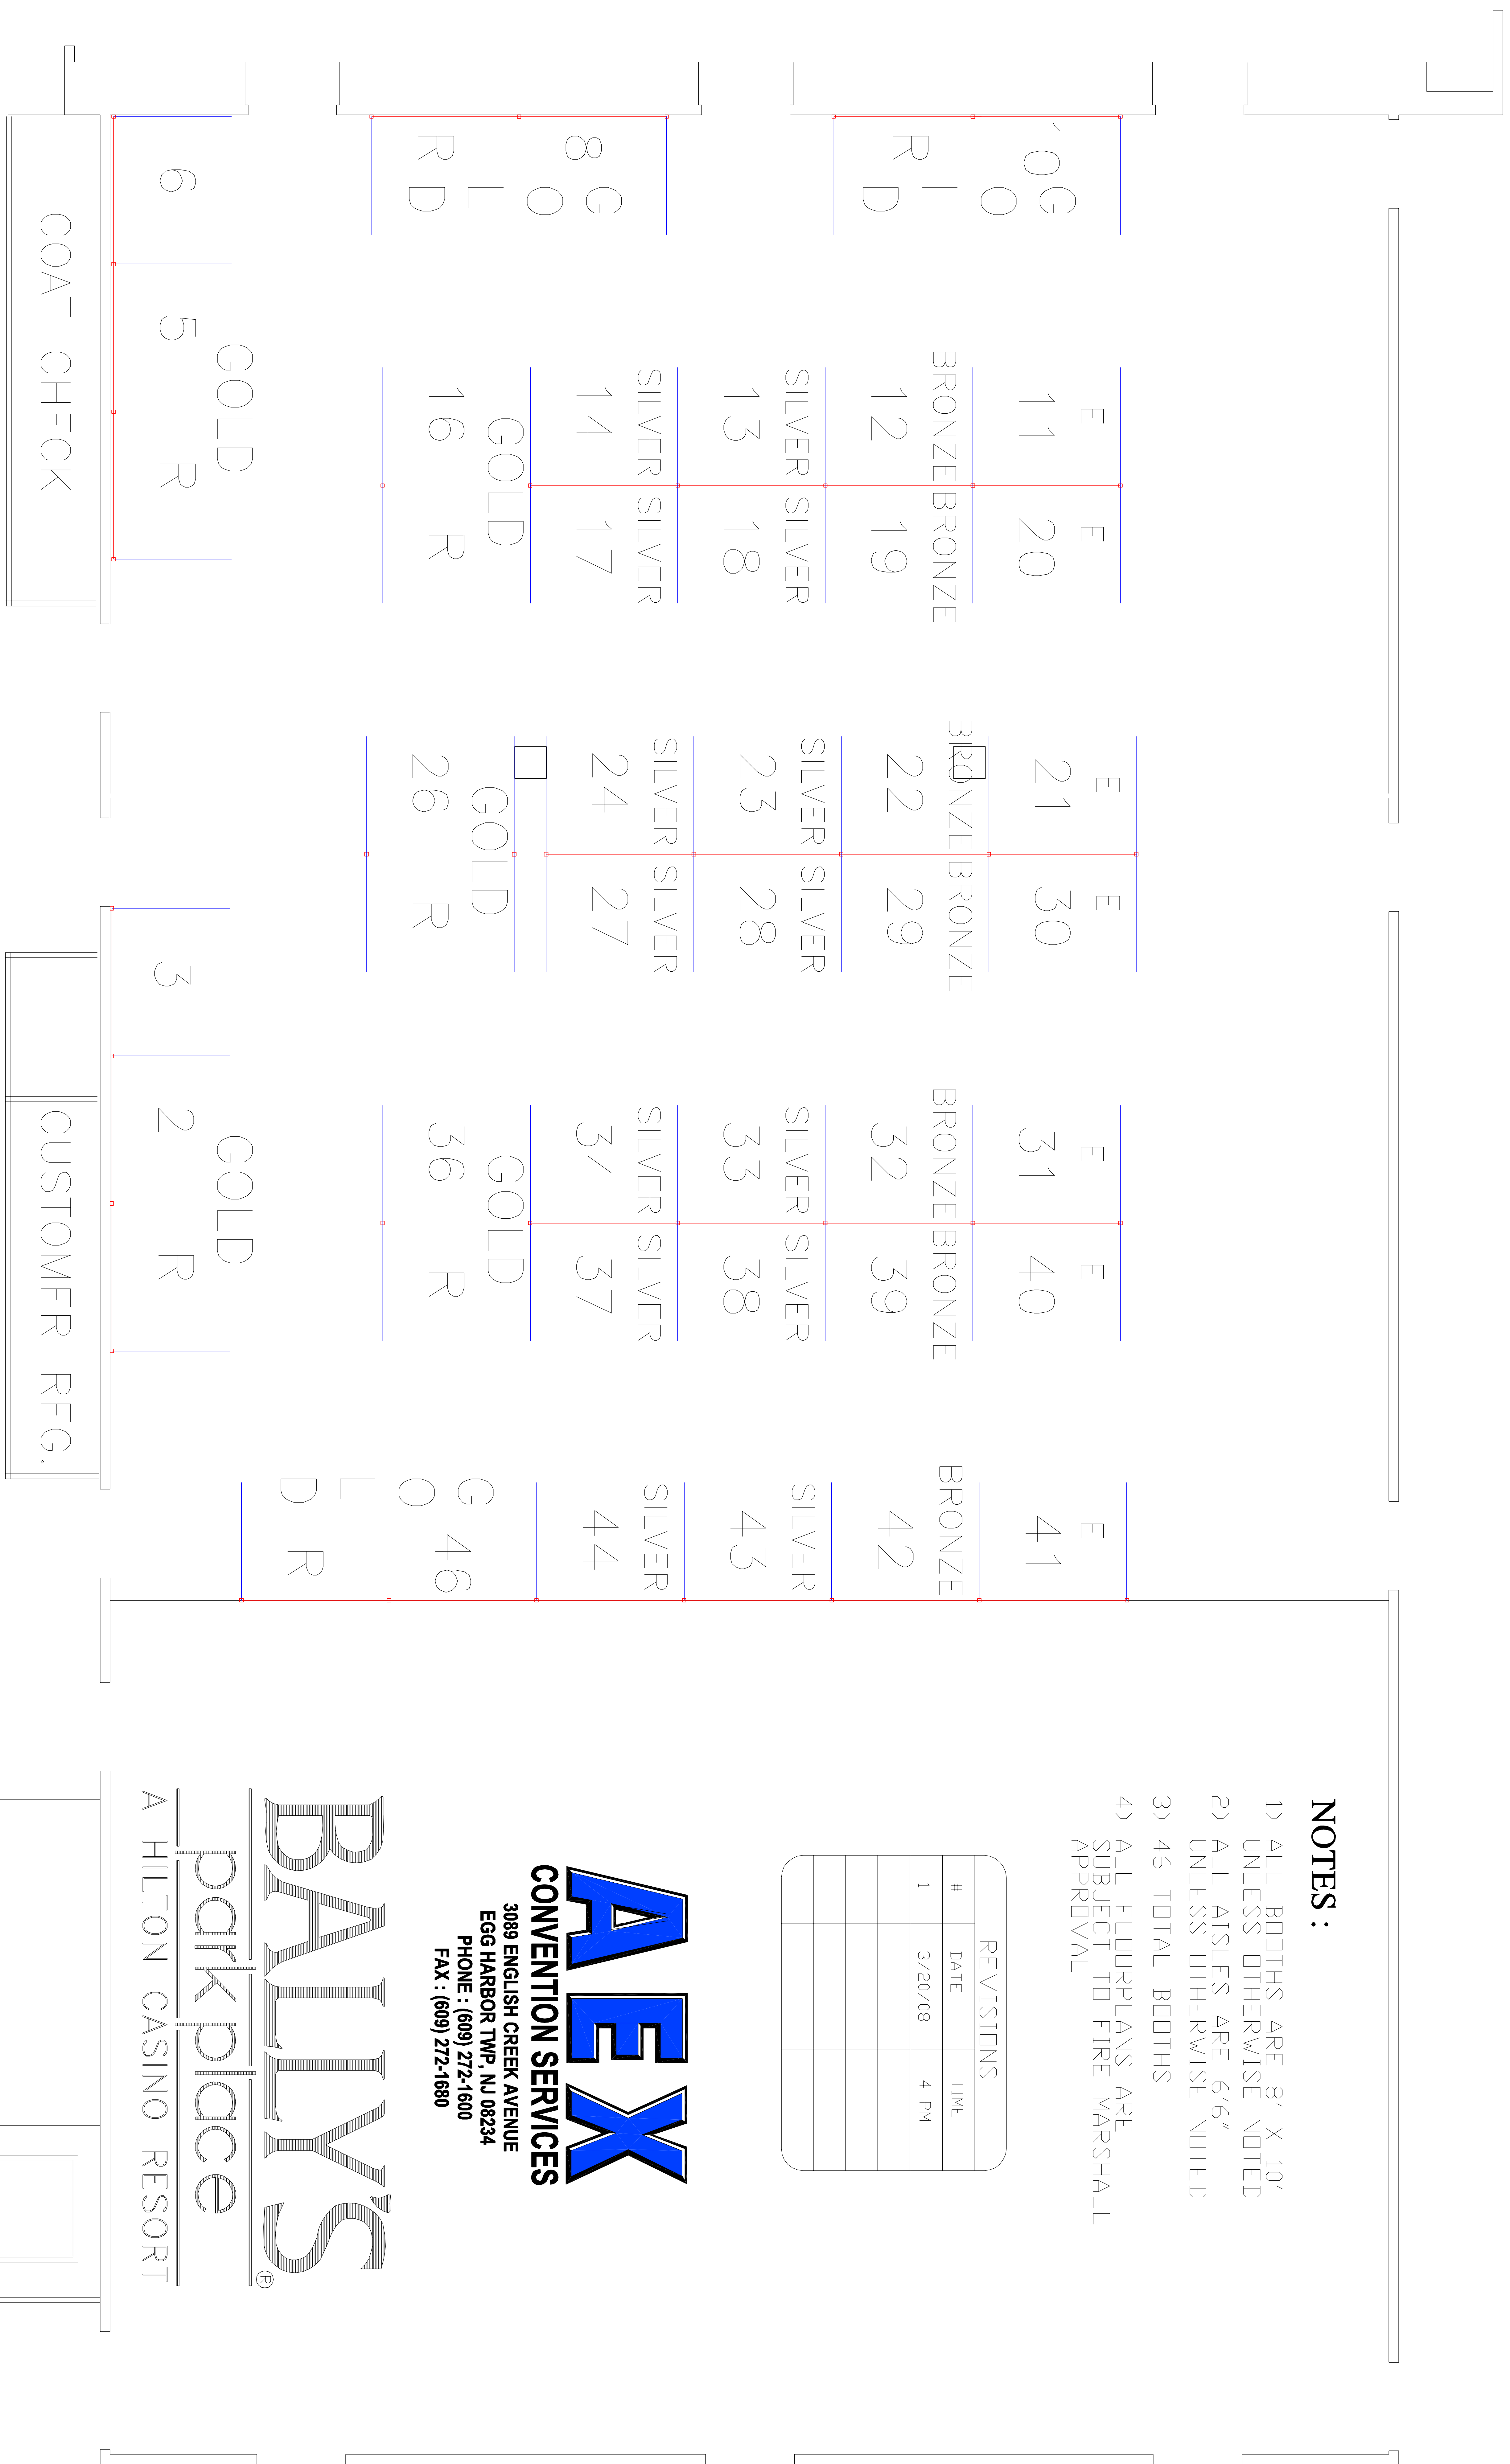 10 G O L D R
8 G O L D R
6
5 R
GOLD
COAT CHECK
E E
11 20
BRONZE BRONZE
12 19
SILVER SILVER
13 18
SILVER SILVER
14 17
GOLD
16 R
E E
21 30
BRONZE BRONZE
22 29
SILVER SILVER
23 28
SILVER SILVER
24 27
GOLD
26 R
E E
31 40
BRONZE BRONZE
32 39
SILVER SILVER
33 38
SILVER SILVER
34 37
GOLD
36 R
GOLD
3
2 R
CUSTOMER REG.
E
41
BRONZE
42
SILVER
43
SILVER
44
G 46
O
L
D R
NOTES :
1) ALL BOOTHS ARE 8' X 10'
UNLESS OTHERWISE NOTED
2) ALL AISLES ARE 6'6"
UNLESS OTHERWISE NOTED
3) 46 TOTAL BOOTHS
4) ALL FLOORPLANS ARE
SUBJECT TO FIRE MARSHALL
APPROVAL
REVISIONS
# DATE TIME
1 3/20/08 4 PM
AEX
CONVENTION SERVICES
3089 ENGLISH CREEK AVENUE
EGG HARBOR TWP, NJ 08234
PHONE : (609) 272-1600
FAX : (609) 272-1680
BALLY'S ®
park place
A HILTON CASINO RESORT